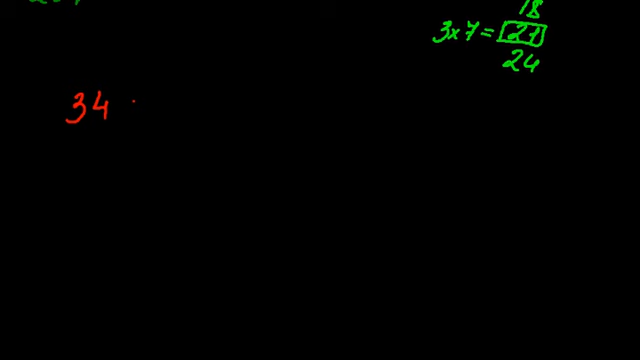 18
3x7 = 21
24
34